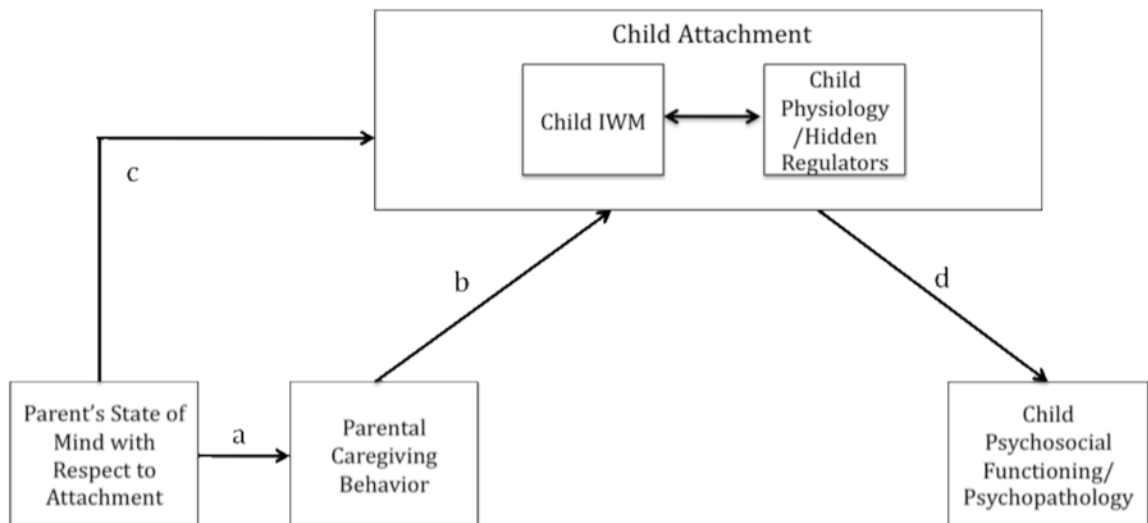 Child Attachment
Child IWM
Child
Physiology
/Hidden
Regulators
c
b
d
Parent's State of
Mind with
Respect to
Attachment
a
Parental
Caregiving
Behavior
Child
Psychosocial
Functioning/
Psychopathology